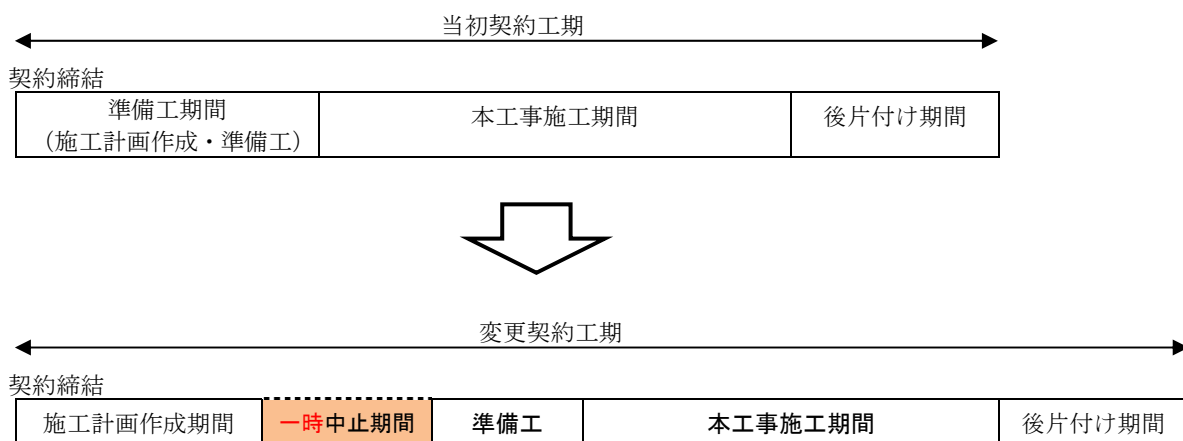 当初契約工期
契約締結
準備工期間
(施工計画作成・準備工)
本工事施工期間
後片付け期間
変更契約工期
契約締結
施工計画作成期間
一時中止期間
準備工
本工事施工期間
後片付け期間